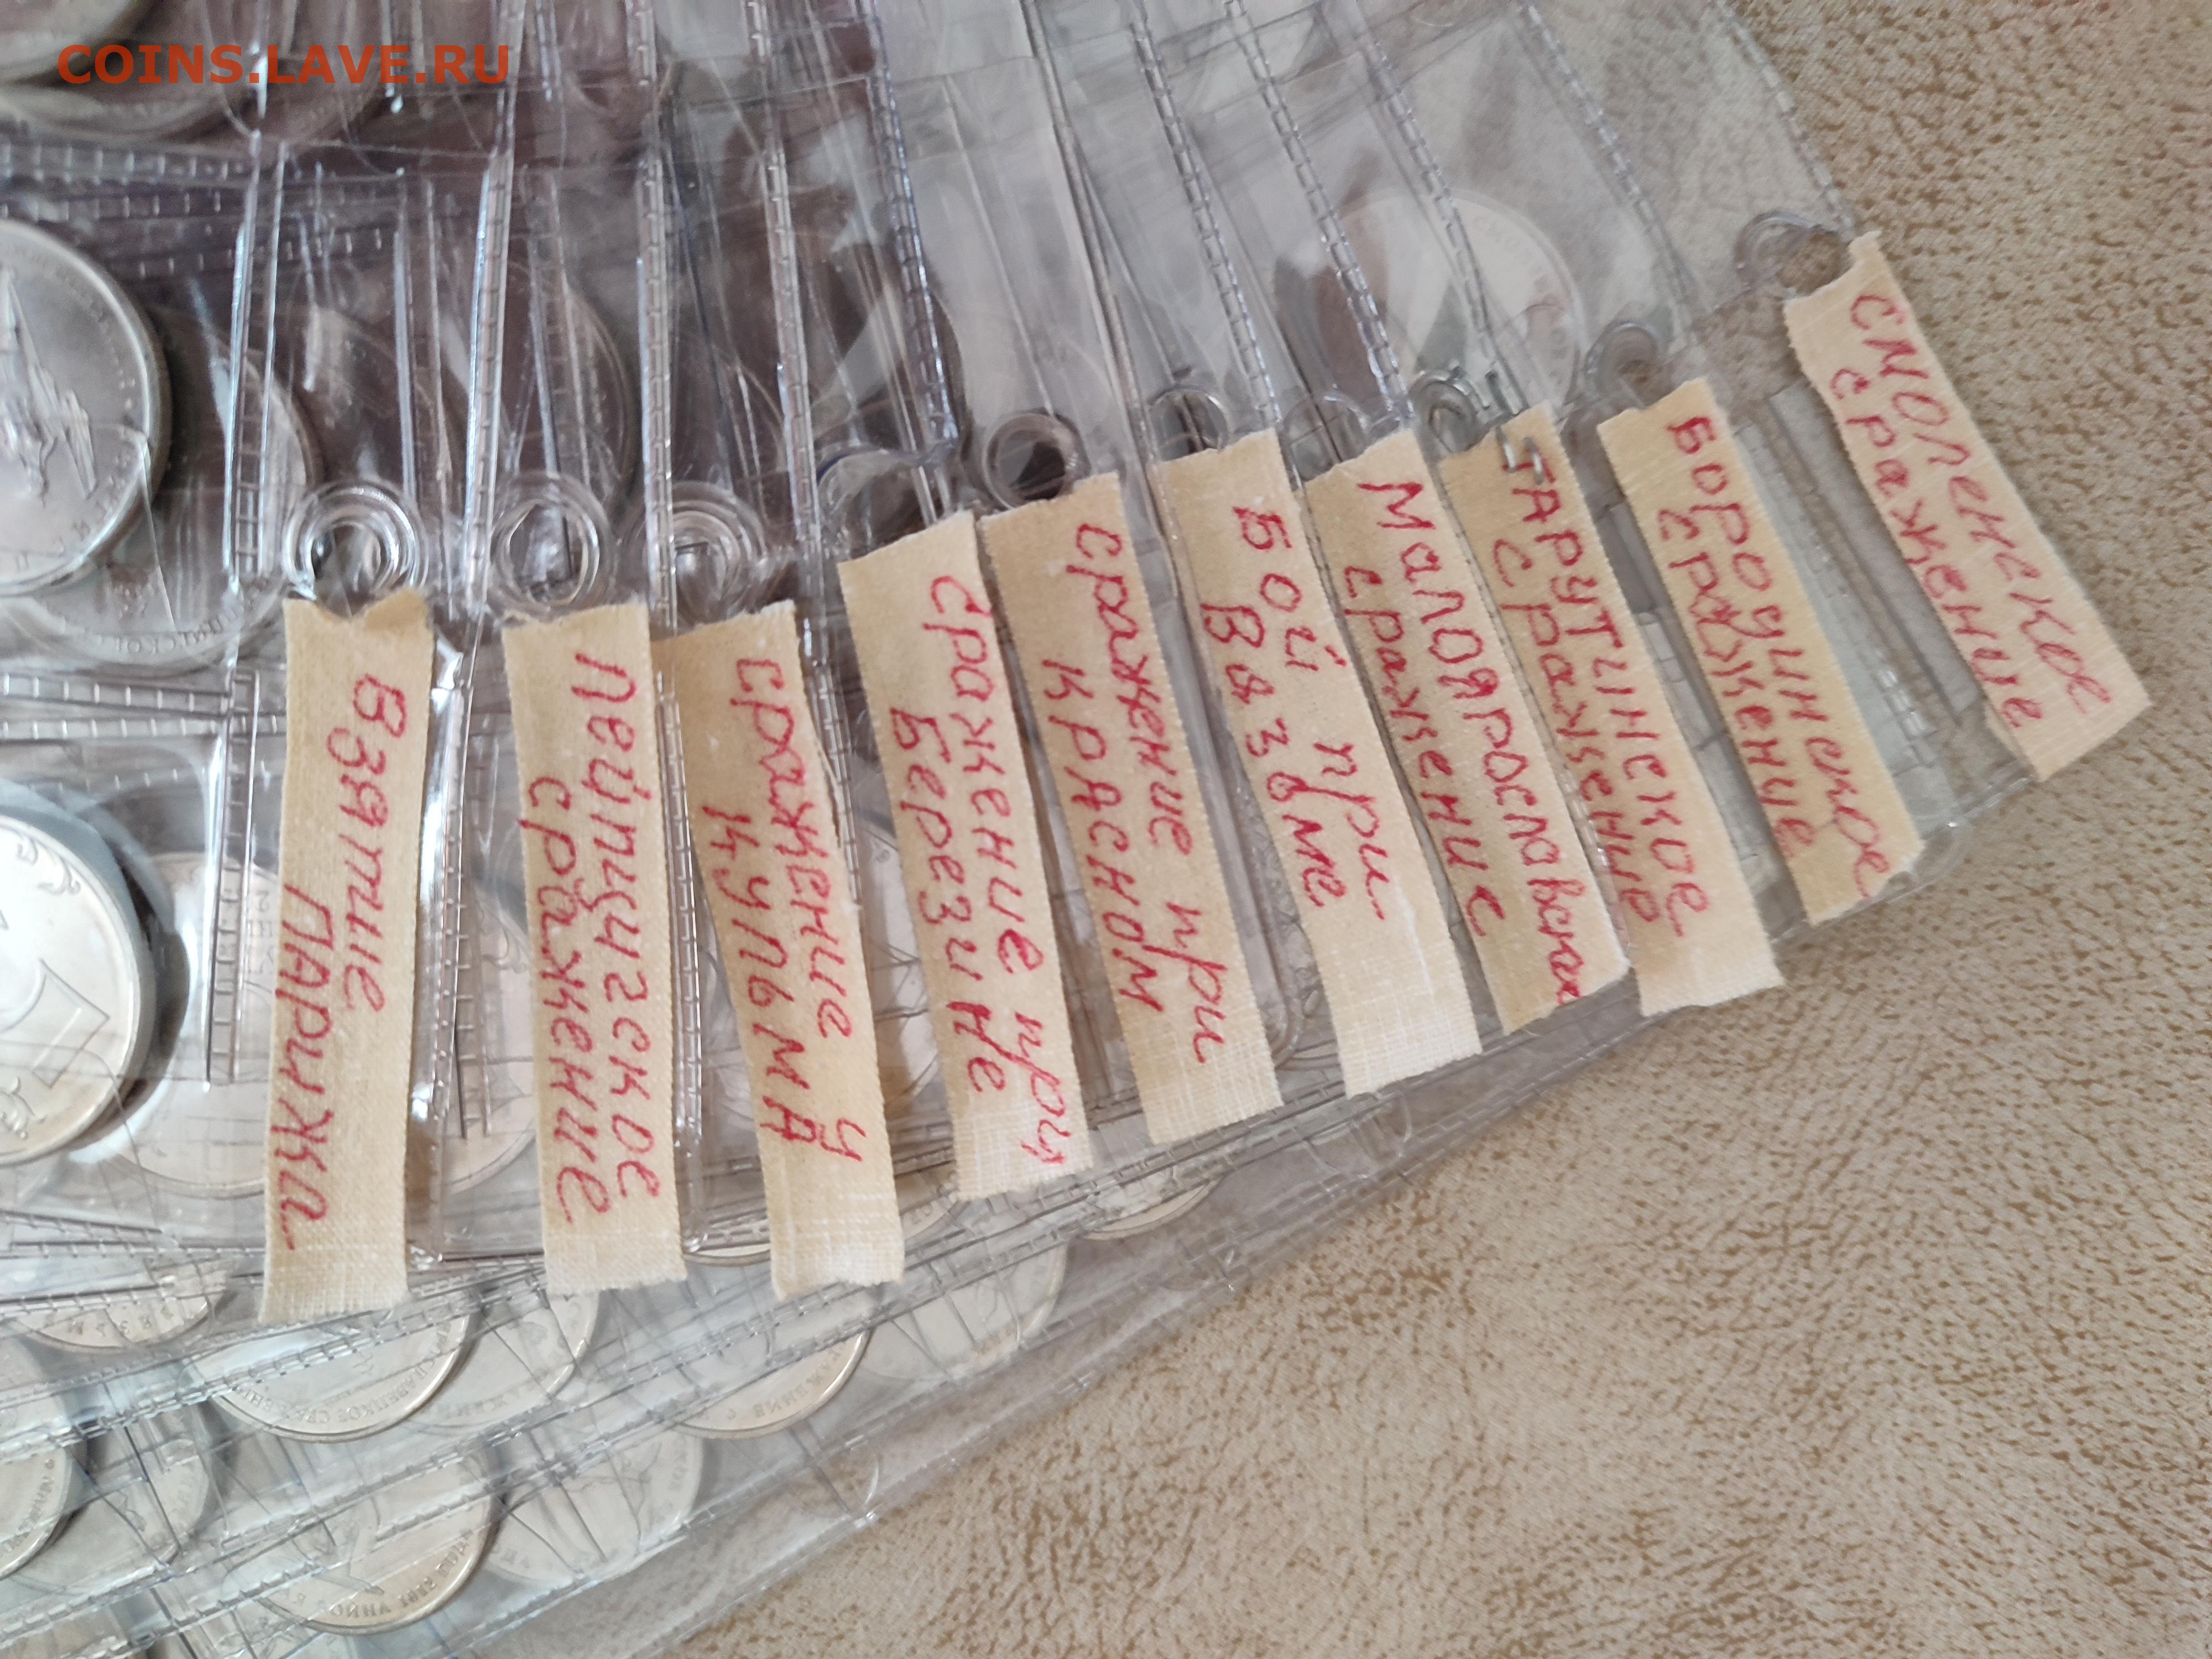 COINS.LAVE.RU
Взятие
Парижа
Лейпцигское
сражение
Сражение у
Кульма
Сражение при
Березине
Сражение при
Красном
Бой при
Вязьме
Малоярославское
сражение
Тарутинское
сражение
Бородинское
сражение
Смоленское
сражение